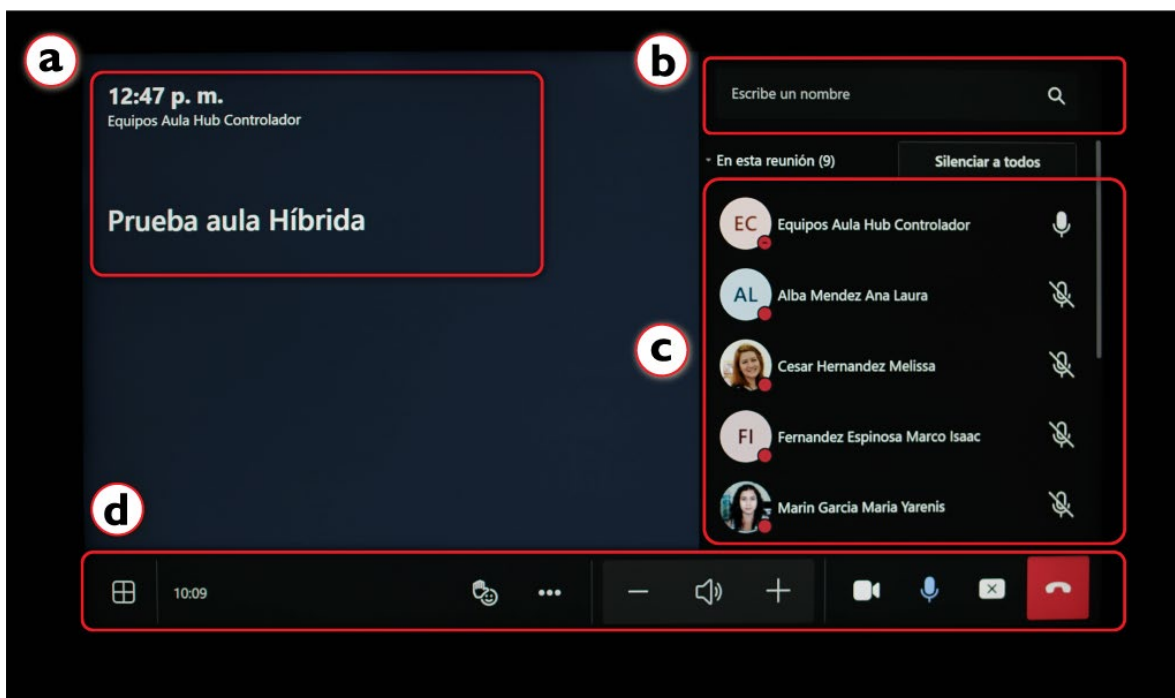 a
12:47 p. m.
Equipos Aula Hub Controlador
Prueba aula Híbrida
b
Escribe un nombre
En esta reunión (9)
Silenciar a todos
c
EC Equipos Aula Hub Controlador
AL Alba Mendez Ana Laura
Cesar Hernandez Melissa
FI Fernandez Espinosa Marco Isaac
Marin Garcia Maria Yarenis
d
10:09